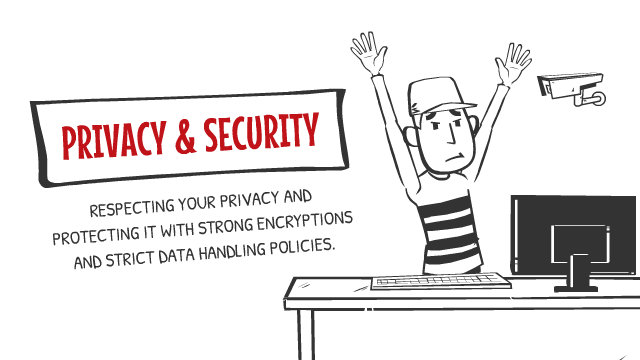 PRIVACY & SECURITY
RESPECTING YOUR PRIVACY AND
PROTECTING IT WITH STRONG ENCRYPTIONS
AND STRICT DATA HANDLING POLICIES.